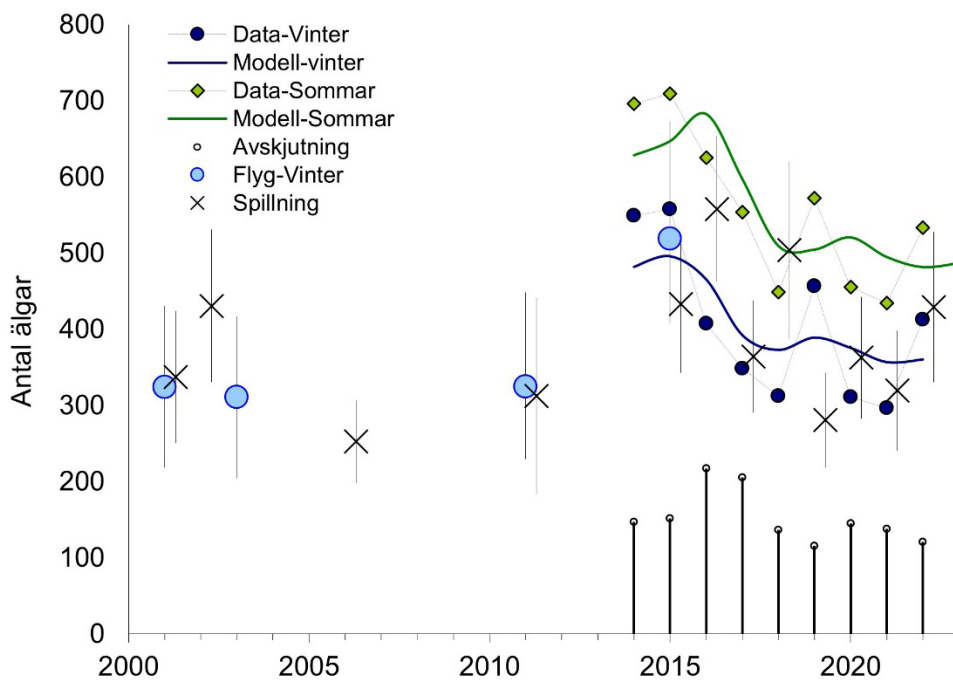 800
700
600
500
400
300
200
100
0
Antal älgar
Data-Vinter
Modell-vinter
Data-Sommar
Modell-Sommar
Avskjutning
Flyg-Vinter
Spillning
2000 2005 2010 2015 2020